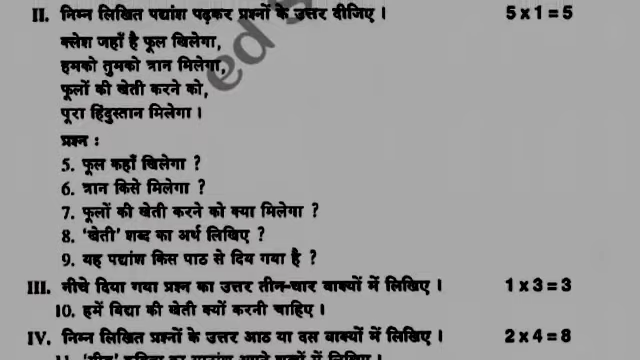 II. निम्न लिखित पद्यांश पढ़कर प्रश्नों के उत्तर दीजिए । 5 x 1 = 5
क्लेश जहाँ है फूल खिलेगा,
हमको तुमको त्रान मिलेगा,
फूलों की खेती करने को,
पूरा हिंदुस्तान मिलेगा ।
प्रश्न :
5. फूल कहाँ खिलेगा ?
6. त्रान किसे मिलेगा ?
7. फूलों की खेती करने को क्या मिलेगा ?
8. 'खेती' शब्द का अर्थ लिखिए ?
9. यह पद्यांश किस पाठ से दिय गया है ?
III. नीचे दिया गया प्रश्न का उत्तर तीन-चार वाक्यों में लिखिए । 1 x 3 = 3
10. हमें विद्या की खेती क्यों करनी चाहिए ।
IV. निम्न लिखित प्रश्नों के उत्तर आठ या दस वाक्यों में लिखिए । 2 x 4 = 8